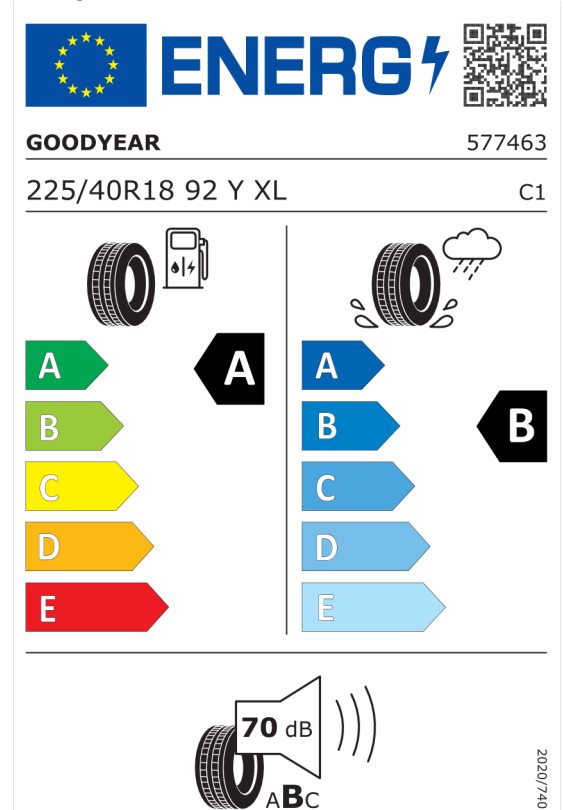 ENERG
GOODYEAR 577463
225/40R18 92 Y XL C1
A A A
B B B
C C
D D
E E
70 dB
ABC
2020/740